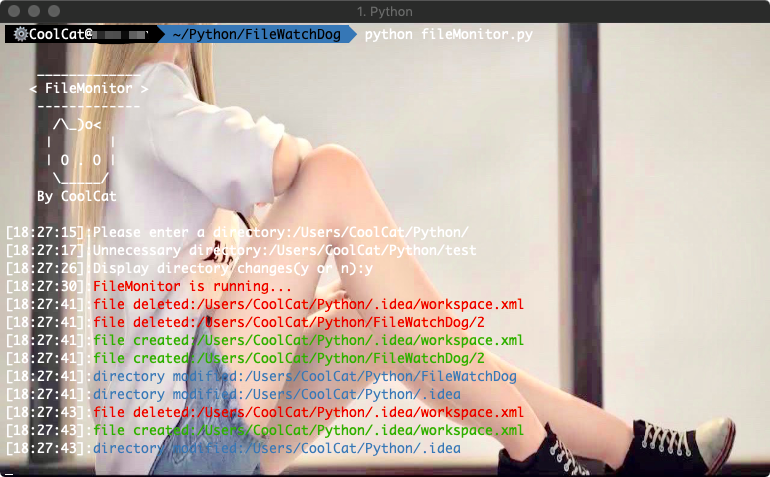 1. Python
CoolCat@ ~/Python/FileWatchDog python fileMonitor.py
_____________
< FileMonitor >
-------------
/\_)o<
|      |
| O . O |
\_____/
By CoolCat
[18:27:15]:Please enter a directory:/Users/CoolCat/Python/
[18:27:17]:Unnecessary directory:/Users/CoolCat/Python/test
[18:27:26]:Display directory changes(y or n):y
[18:27:30]:FileMonitor is running...
[18:27:41]:file deleted:/Users/CoolCat/Python/.idea/workspace.xml
[18:27:41]:file deleted:/Users/CoolCat/Python/FileWatchDog/2
[18:27:41]:file created:/Users/CoolCat/Python/.idea/workspace.xml
[18:27:41]:file created:/Users/CoolCat/Python/FileWatchDog/2
[18:27:41]:directory modified:/Users/CoolCat/Python/FileWatchDog
[18:27:41]:directory modified:/Users/CoolCat/Python/.idea
[18:27:43]:file deleted:/Users/CoolCat/Python/.idea/workspace.xml
[18:27:43]:file created:/Users/CoolCat/Python/.idea/workspace.xml
[18:27:43]:directory modified:/Users/CoolCat/Python/.idea